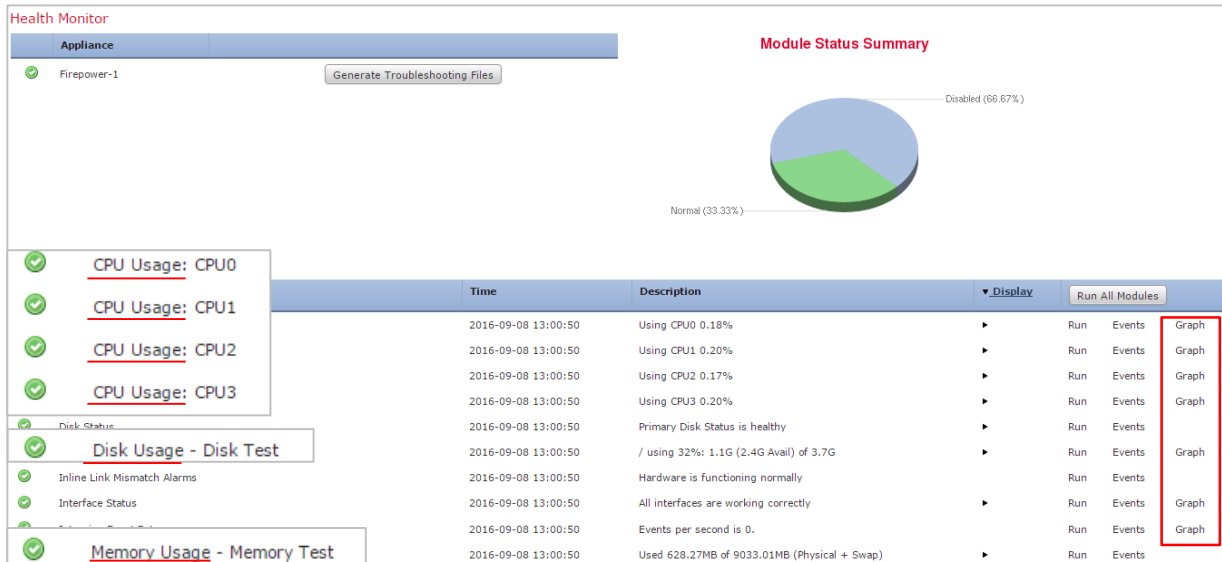 Health Monitor
Appliance
Firepower-1 Generate Troubleshooting Files
Module Status Summary
Disabled (66.67%)
Normal (33.33%)
Time Description Display Run All Modules
CPU Usage: CPU0
CPU Usage: CPU1
CPU Usage: CPU2
CPU Usage: CPU3
2016-09-08 13:00:50 Using CPU0 0.18% Run Events Graph
2016-09-08 13:00:50 Using CPU1 0.20% Run Events Graph
2016-09-08 13:00:50 Using CPU2 0.17% Run Events Graph
2016-09-08 13:00:50 Using CPU3 0.20% Run Events Graph
Disk Status 2016-09-08 13:00:50 Primary Disk Status is healthy Run Events
Disk Usage - Disk Test 2016-09-08 13:00:50 / using 32%: 1.1G (2.4G Avail) of 3.7G Run Events Graph
Inline Link Mismatch Alarms 2016-09-08 13:00:50 Hardware is functioning normally Run Events
Interface Status 2016-09-08 13:00:50 All interfaces are working correctly Run Events Graph
2016-09-08 13:00:50 Events per second is 0. Run Events Graph
Memory Usage - Memory Test 2016-09-08 13:00:50 Used 628.27MB of 9033.01MB (Physical + Swap) Run Events